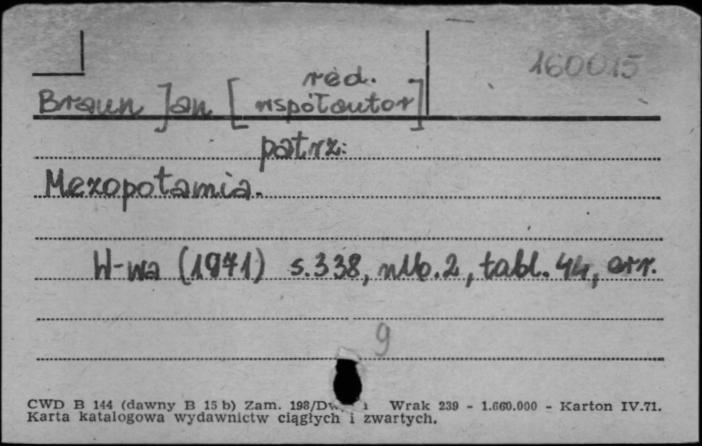 160015
red.
Braun Jan [współautor]
patrz:
Mezopotamia.
W-wa (1971) s.338, nlb.2, tabl.44, err.
9
CWD B 144 (dawny B 15 b) Zam. 198/Dw. Wrak 239 - 1.660.000 - Karton IV.71.
Karta katalogowa wydawnictw ciągłych i zwartych.